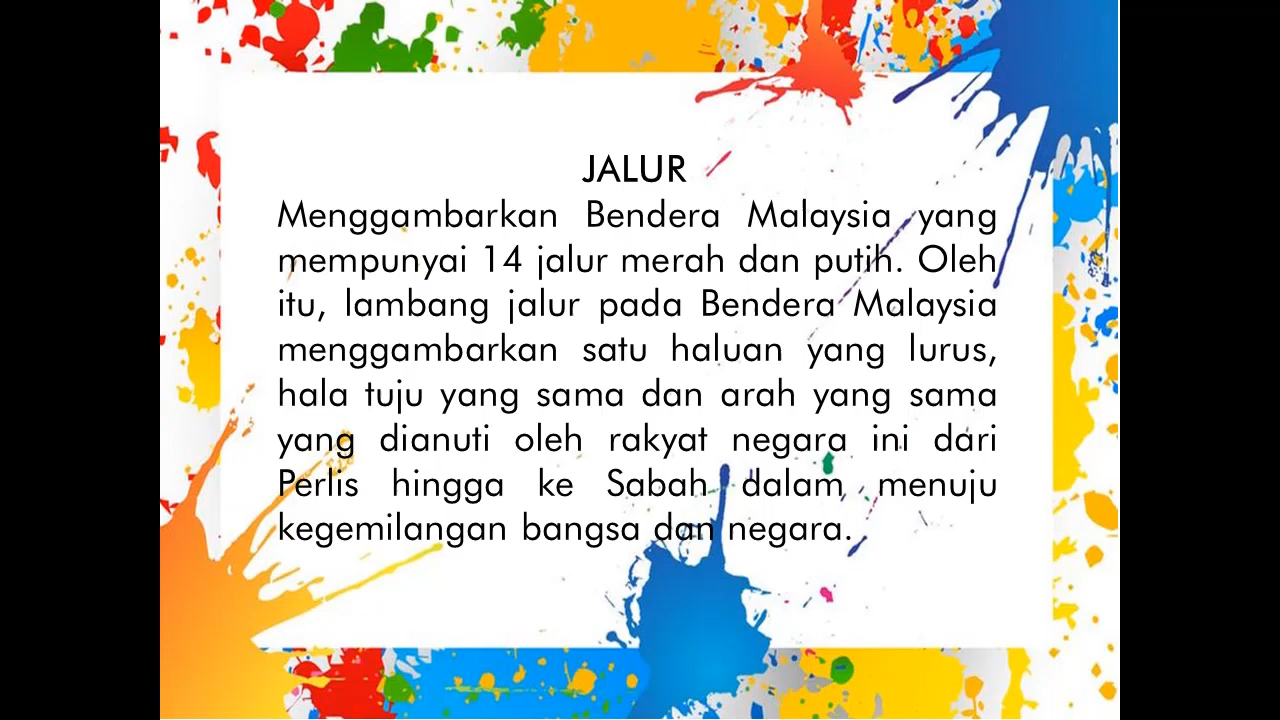 JALUR
Menggambarkan Bendera Malaysia yang
mempunyai 14 jalur merah dan putih. Oleh
itu, lambang jalur pada Bendera Malaysia
menggambarkan satu haluan yang lurus,
hala tuju yang sama dan arah yang sama
yang dianuti oleh rakyat negara ini dari
Perlis hingga ke Sabah dalam menuju
kegemilangan bangsa dan negara.